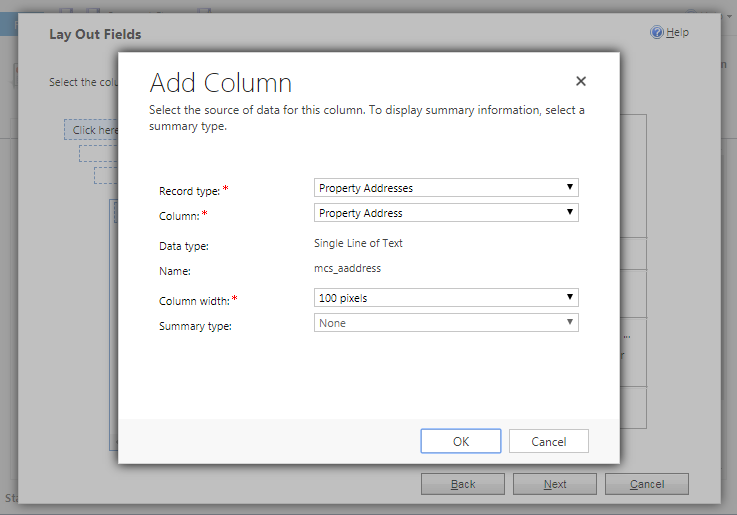 Lay Out Fields
Help
Select the colu
Click here
Add Column
Select the source of data for this column. To display summary information, select a
summary type.
Record type: * Property Addresses
Column: * Property Address
Data type: Single Line of Text
Name: mcs_aaddress
Column width: * 100 pixels
Summary type: None
...
r
OK Cancel
Back Next Cancel
Sta